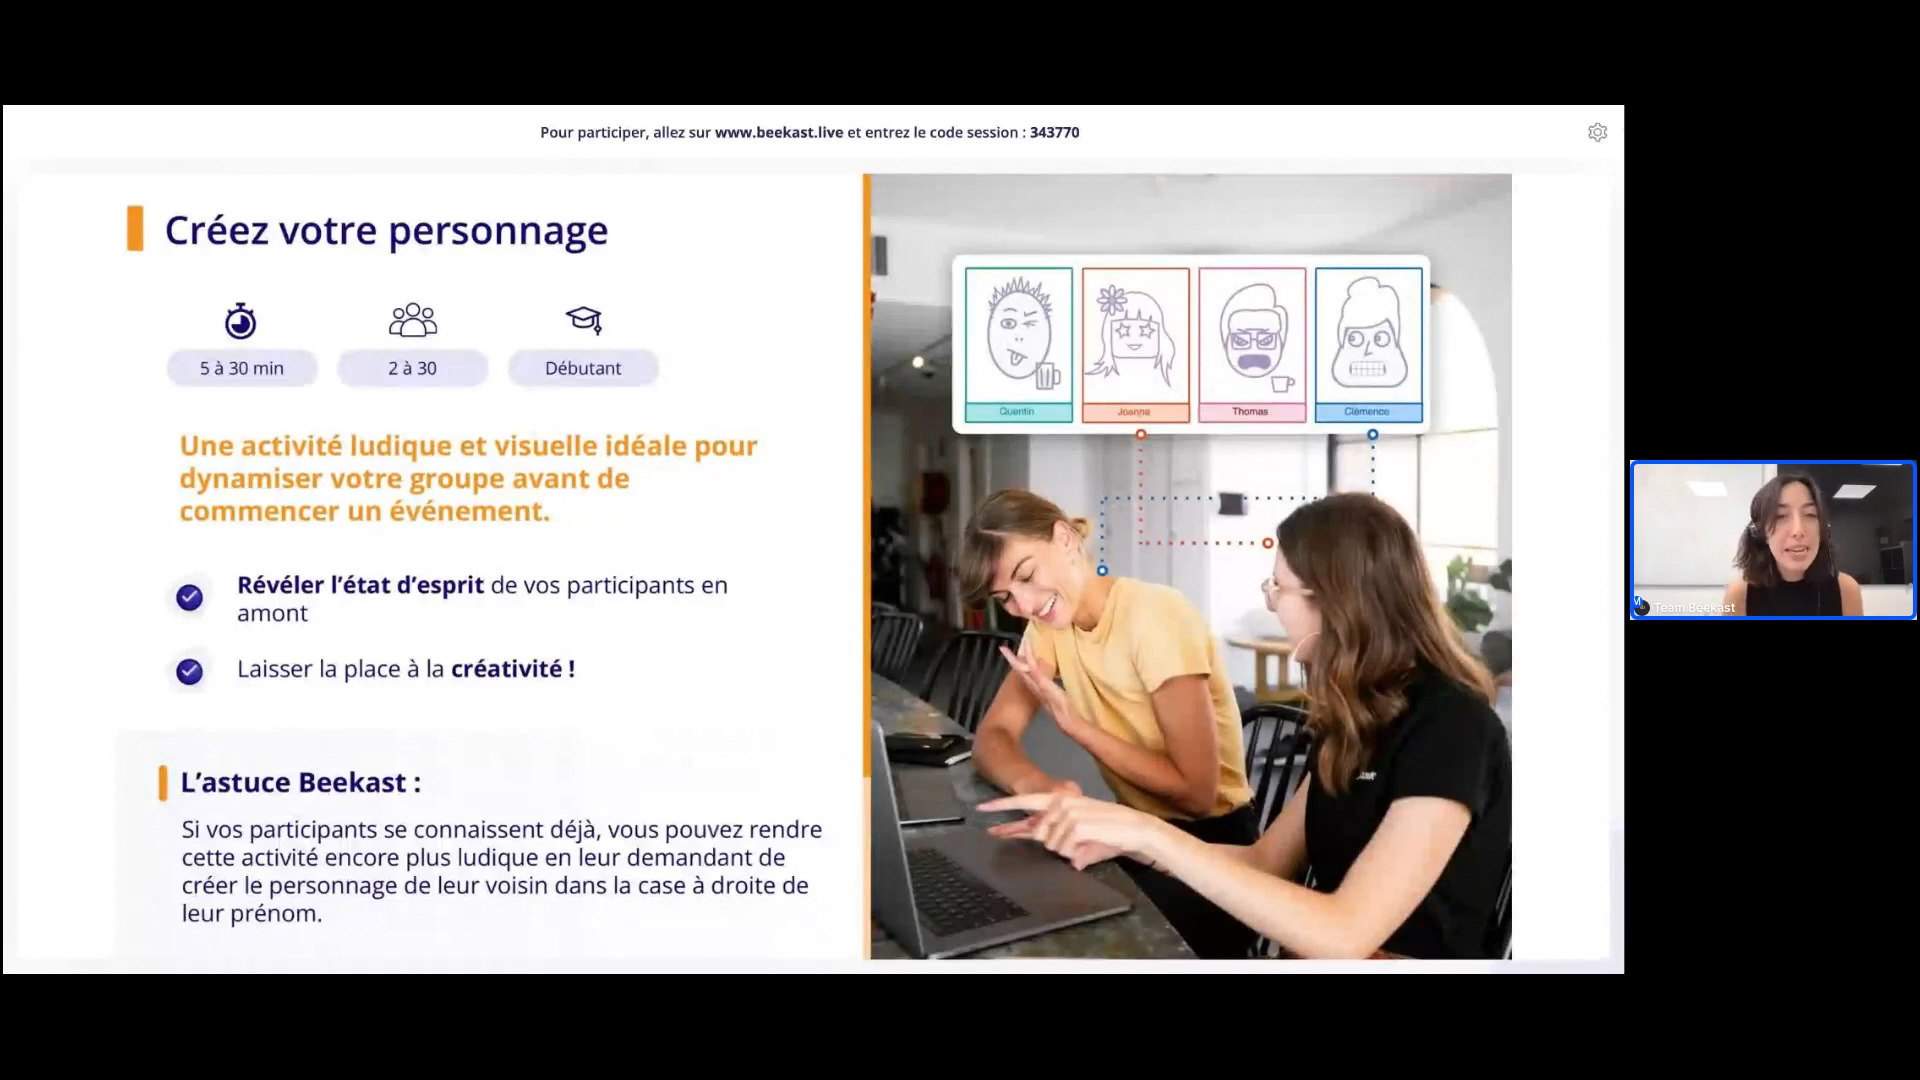 Pour participer, allez sur www.beekast.live et entrez le code session : 343770
Créez votre personnage
5 à 30 min
2 à 30
Débutant
Une activité ludique et visuelle idéale pour
dynamiser votre groupe avant de
commencer un événement.
Révéler l'état d'esprit de vos participants en
amont
Laisser la place à la créativité !
L'astuce Beekast :
Si vos participants se connaissent déjà, vous pouvez rendre
cette activité encore plus ludique en leur demandant de
créer le personnage de leur voisin dans la case à droite de
leur prénom.
Quentin
Joanna
Thomas
Clémence
Team Beekast